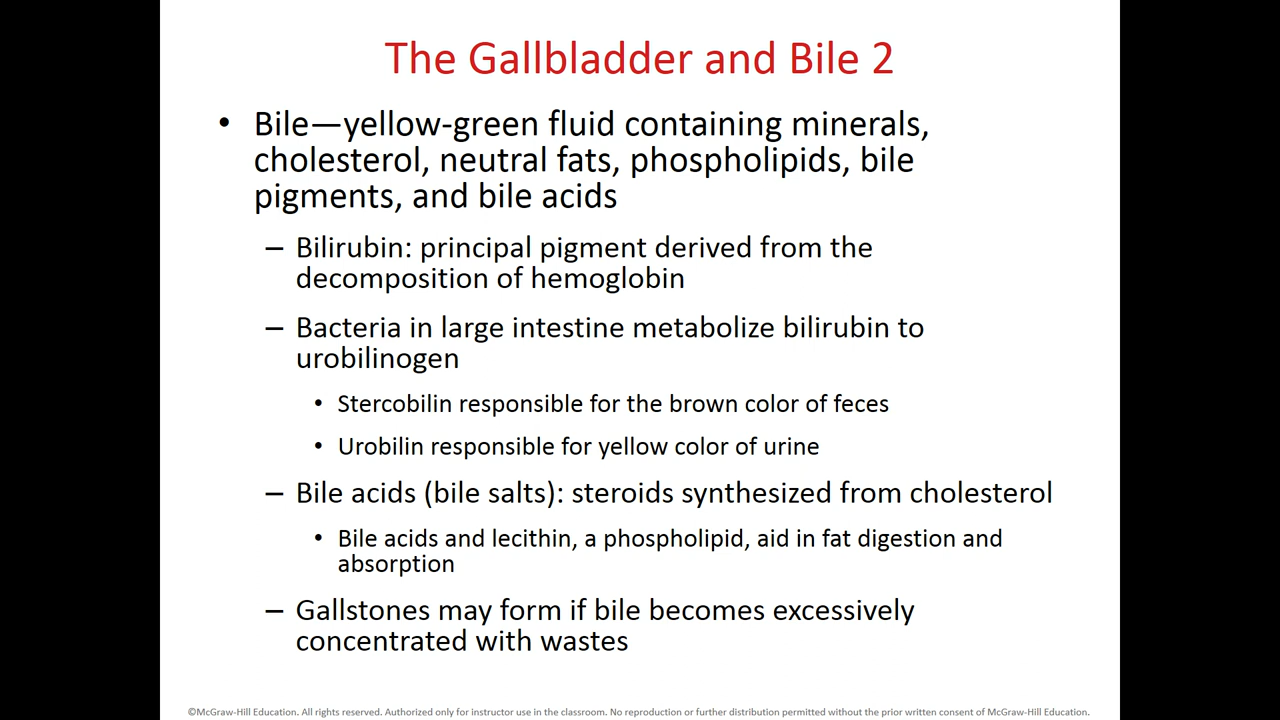 The Gallbladder and Bile 2
• Bile—yellow-green fluid containing minerals,
cholesterol, neutral fats, phospholipids, bile
pigments, and bile acids
– Bilirubin: principal pigment derived from the
decomposition of hemoglobin
– Bacteria in large intestine metabolize bilirubin to
urobilinogen
• Stercobilin responsible for the brown color of feces
• Urobilin responsible for yellow color of urine
– Bile acids (bile salts): steroids synthesized from cholesterol
• Bile acids and lecithin, a phospholipid, aid in fat digestion and
absorption
– Gallstones may form if bile becomes excessively
concentrated with wastes
©McGraw-Hill Education. All rights reserved. Authorized only for instructor use in the classroom. No reproduction or further distribution permitted without the prior written consent of McGraw-Hill Education.